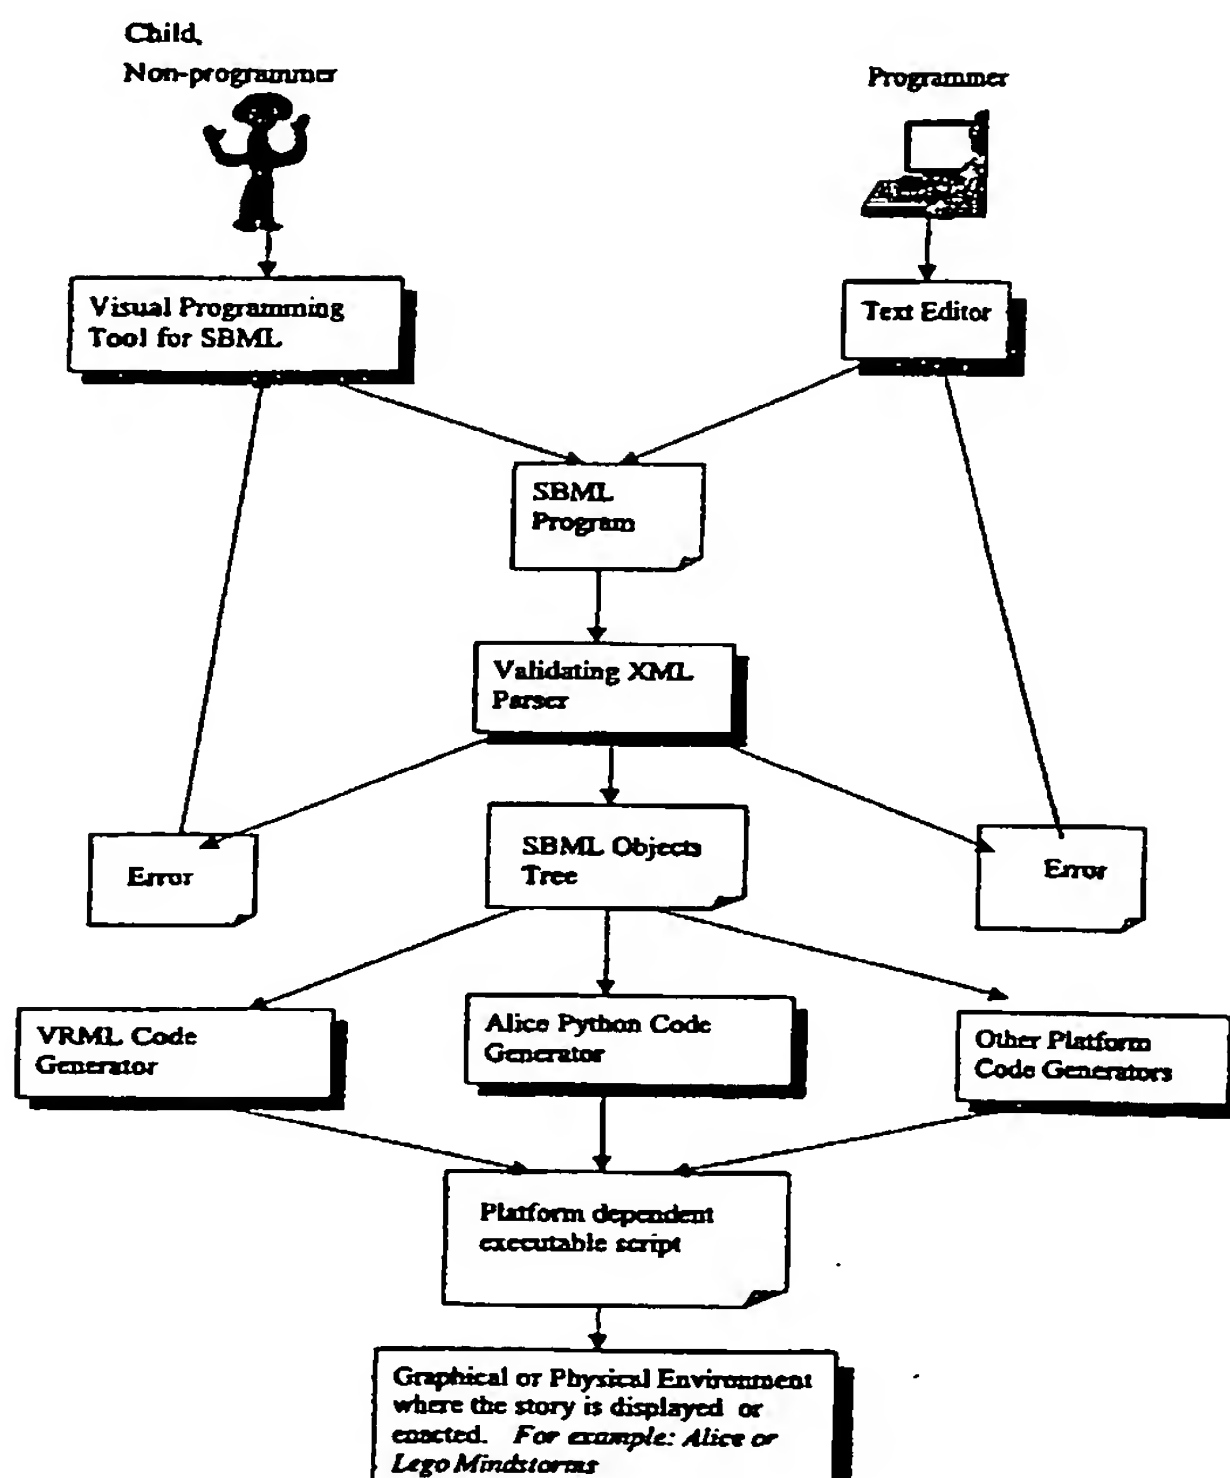 Child,
Non-programmer
Programmer
Visual Programming
Tool for SBML
Text Editor
SBML
Program
Validating XML
Parser
SBML Objects
Tree
Error
Error
VRML Code
Generator
Alice Python Code
Generator
Other Platform
Code Generators
Platform dependent
executable script
Graphical or Physical Environment
where the story is displayed or
enacted. For example: Alice or
Lego Mindstorms